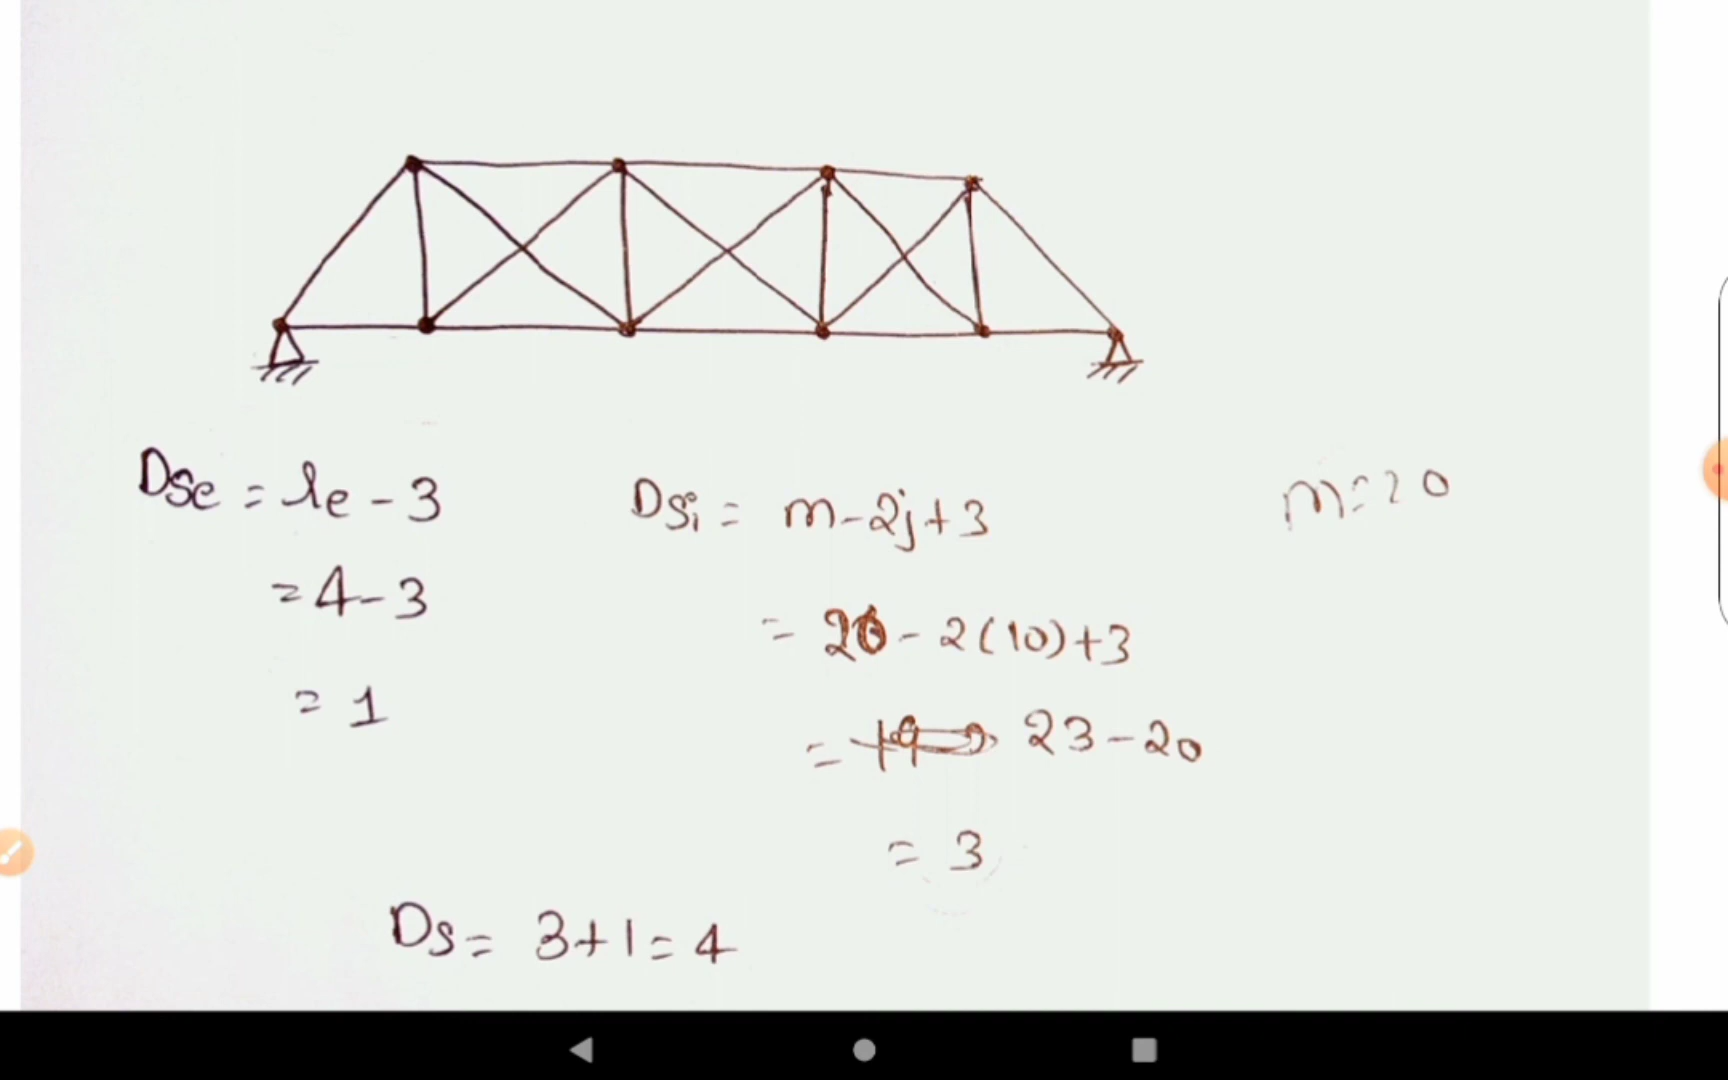 Dse = re - 3
= 4 - 3
= 1
Dsi = m - 2j + 3
= 20 - 2(10) + 3
= 23 - 20
= 3
m = 20
Ds = 3 + 1 = 4